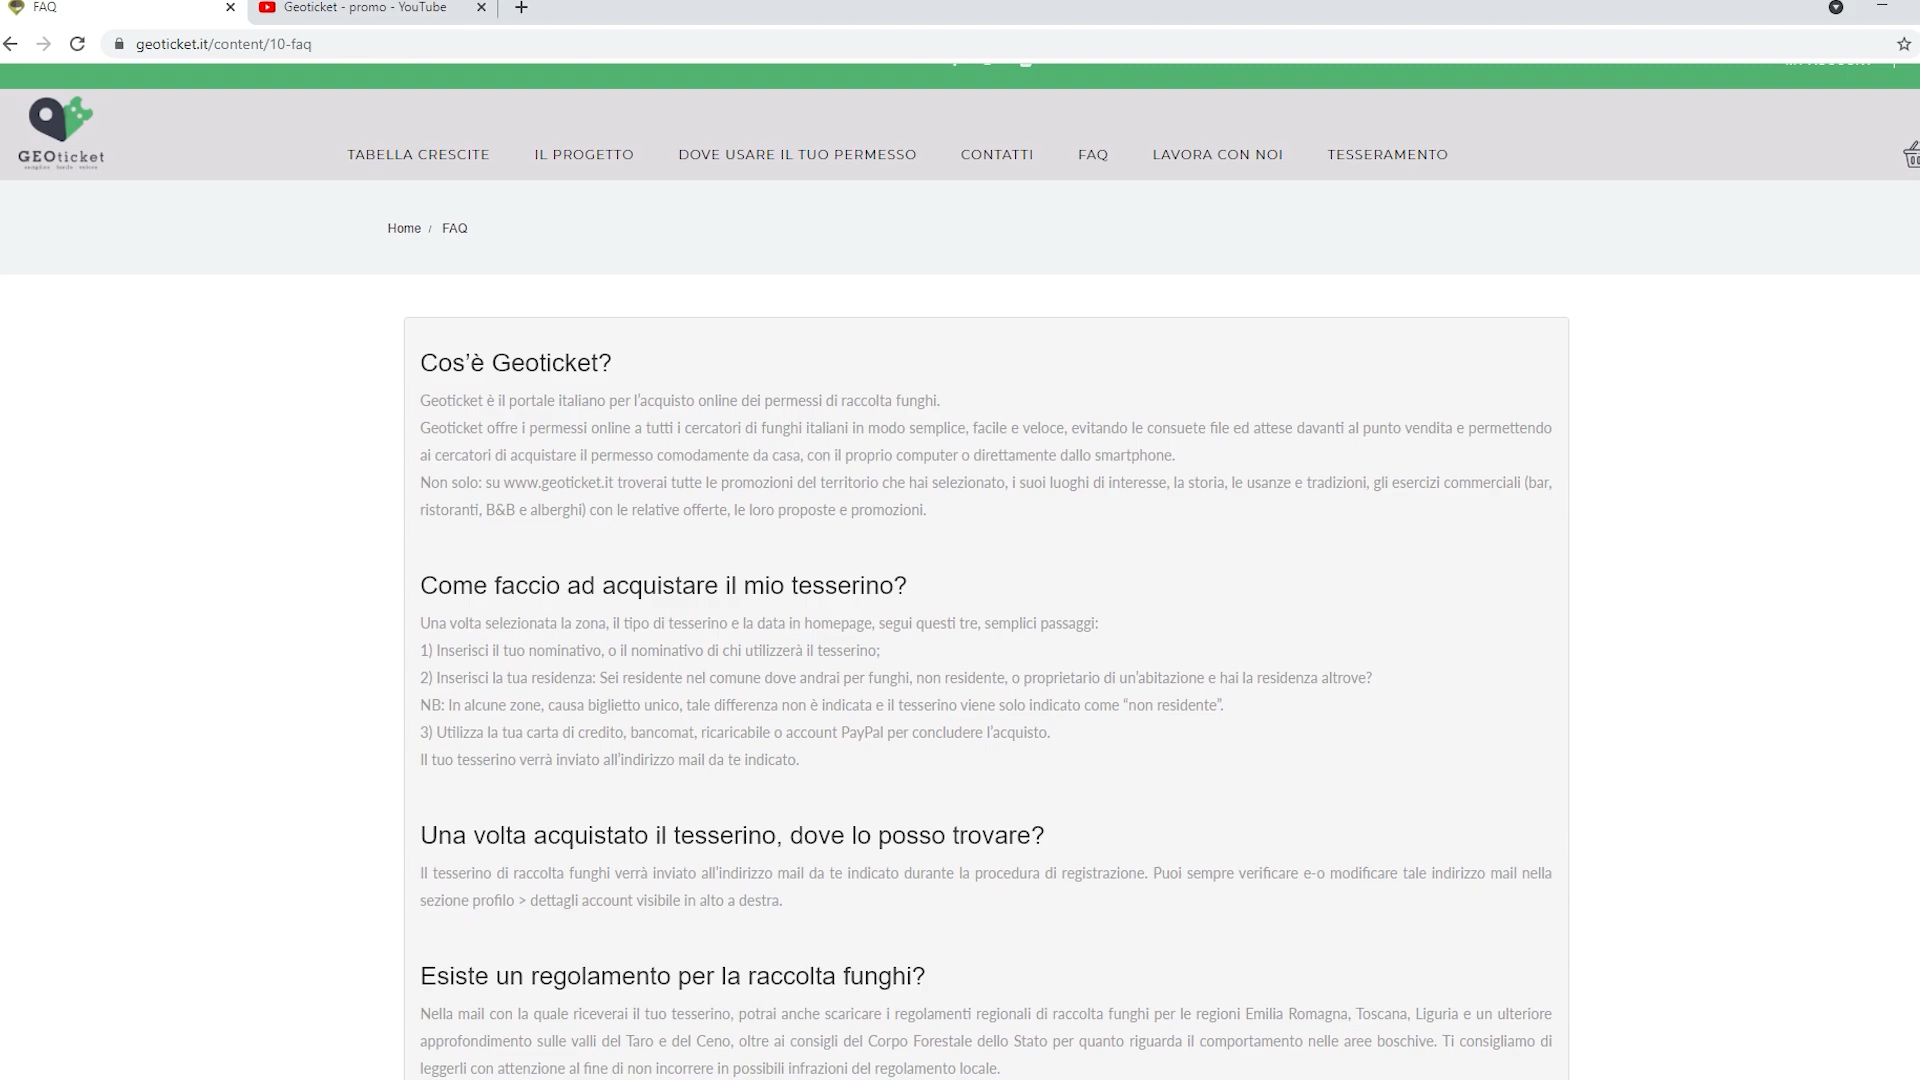 FAQ
Geoticket - promo - YouTube
geoticket.it/content/10-faq
GEOticket
TABELLA CRESCITE IL PROGETTO DOVE USARE IL TUO PERMESSO CONTATTI FAQ LAVORA CON NOI TESSERAMENTO
Home / FAQ
Cos’è Geoticket?
Geoticket è il portale italiano per l’acquisto online dei permessi di raccolta funghi.
Geoticket offre i permessi online a tutti i cercatori di funghi italiani in modo semplice, facile e veloce, evitando le consuete file ed attese davanti al punto vendita e permettendo
ai cercatori di acquistare il permesso comodamente da casa, con il proprio computer o direttamente dallo smartphone.
Non solo: su www.geoticket.it troverai tutte le promozioni del territorio che hai selezionato, i suoi luoghi di interesse, la storia, le usanze e tradizioni, gli esercizi commerciali (bar,
ristoranti, B&B e alberghi) con le relative offerte, le loro proposte e promozioni.
Come faccio ad acquistare il mio tesserino?
Una volta selezionata la zona, il tipo di tesserino e la data in homepage, segui questi tre, semplici passaggi:
1) Inserisci il tuo nominativo, o il nominativo di chi utilizzerà il tesserino;
2) Inserisci la tua residenza: Sei residente nel comune dove andrai per funghi, non residente, o proprietario di un’abitazione e hai la residenza altrove?
NB: In alcune zone, causa biglietto unico, tale differenza non è indicata e il tesserino viene solo indicato come “non residente”.
3) Utilizza la tua carta di credito, bancomat, ricaricabile o account PayPal per concludere l’acquisto.
Il tuo tesserino verrà inviato all’indirizzo mail da te indicato.
Una volta acquistato il tesserino, dove lo posso trovare?
Il tesserino di raccolta funghi verrà inviato all’indirizzo mail da te indicato durante la procedura di registrazione. Puoi sempre verificare e-o modificare tale indirizzo mail nella
sezione profilo > dettagli account visibile in alto a destra.
Esiste un regolamento per la raccolta funghi?
Nella mail con la quale riceverai il tuo tesserino, potrai anche scaricare i regolamenti regionali di raccolta funghi per le regioni Emilia Romagna, Toscana, Liguria e un ulteriore
approfondimento sulle valli del Taro e del Ceno, oltre ai consigli del Corpo Forestale dello Stato per quanto riguarda il comportamento nelle aree boschive. Ti consigliamo di
leggerli con attenzione al fine di non incorrere in possibili infrazioni del regolamento locale.